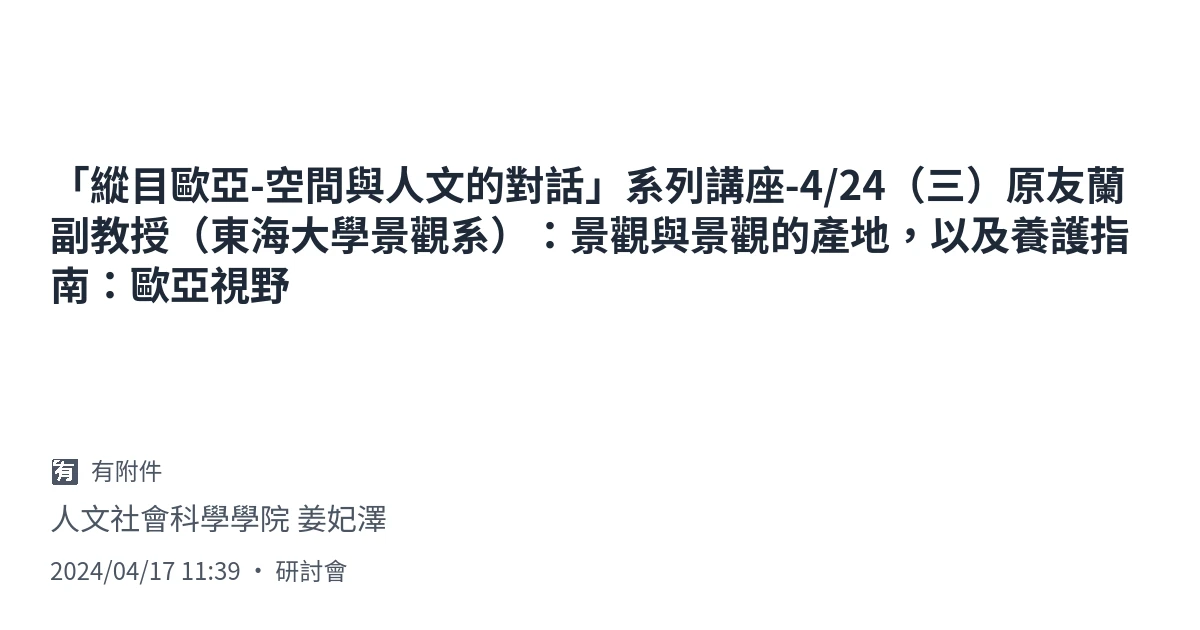 「縱目歐亞-空間與人文的對話」系列講座-4/24（三）原友蘭
副教授（東海大學景觀系）：景觀與景觀的產地，以及養護指
南：歐亞視野
有 有附件
人文社會科學學院 姜妃澤
2024/04/17 11:39 • 研討會